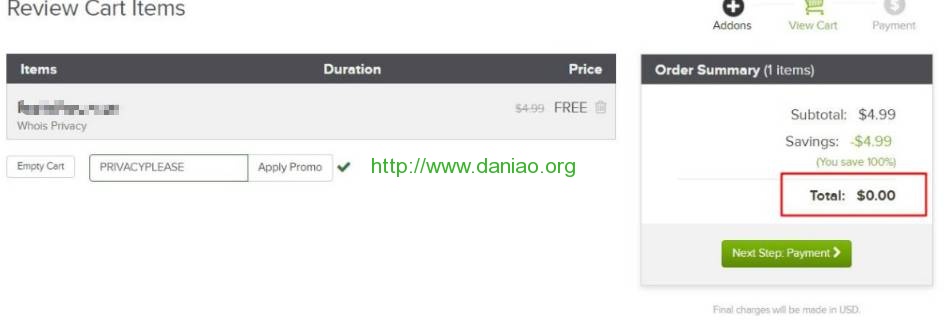 Review Cart Items
Addons
View Cart
Payment
Items Duration Price
Whois Privacy
$4.99 FREE
Empty Cart
PRIVACYPLEASE
Apply Promo
http://www.daniao.org
Order Summary (1 items)
Subtotal: $4.99
Savings: -$4.99
(You save 100%)
Total: $0.00
Next Step: Payment
Final charges will be made in USD.